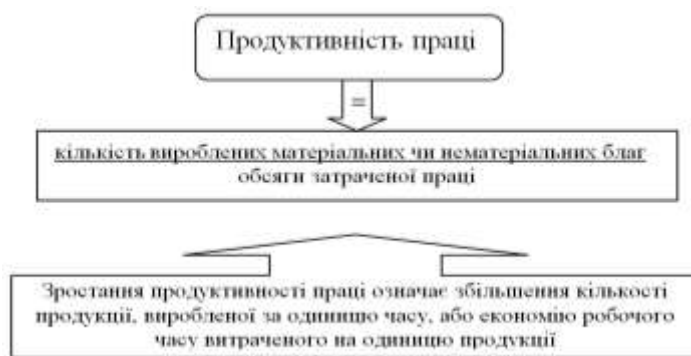 Продуктивність праці
=
кількість вироблених матеріальних чи нематеріальних благ
обсяги затраченої праці
Зростання продуктивності праці означає збільшення кількості
продукції, виробленої за одиницю часу, або економію робочого
часу витраченого на одиницю продукції